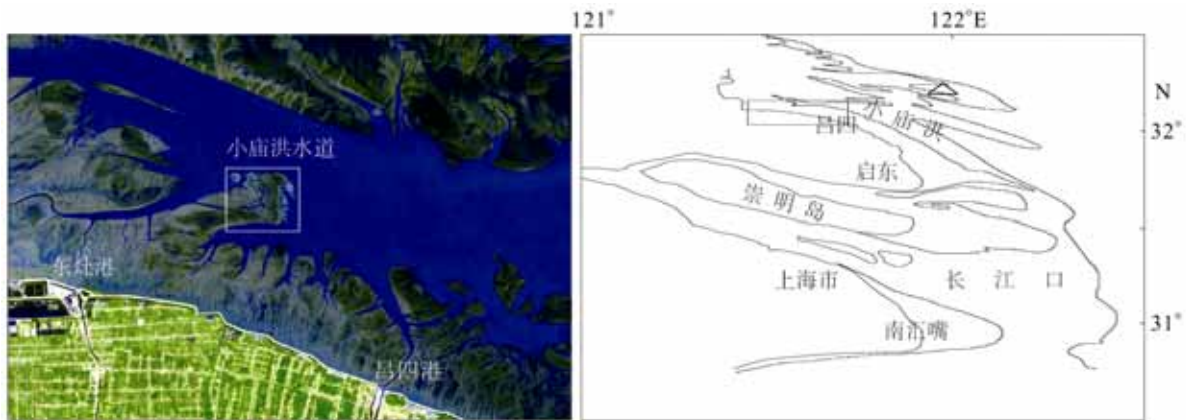 121°
122°E
小庙洪水道
东灶港
吕四港
N
小庙洪
32°
吕四
启东
崇明岛
上海市
长江口
南汇嘴
31°